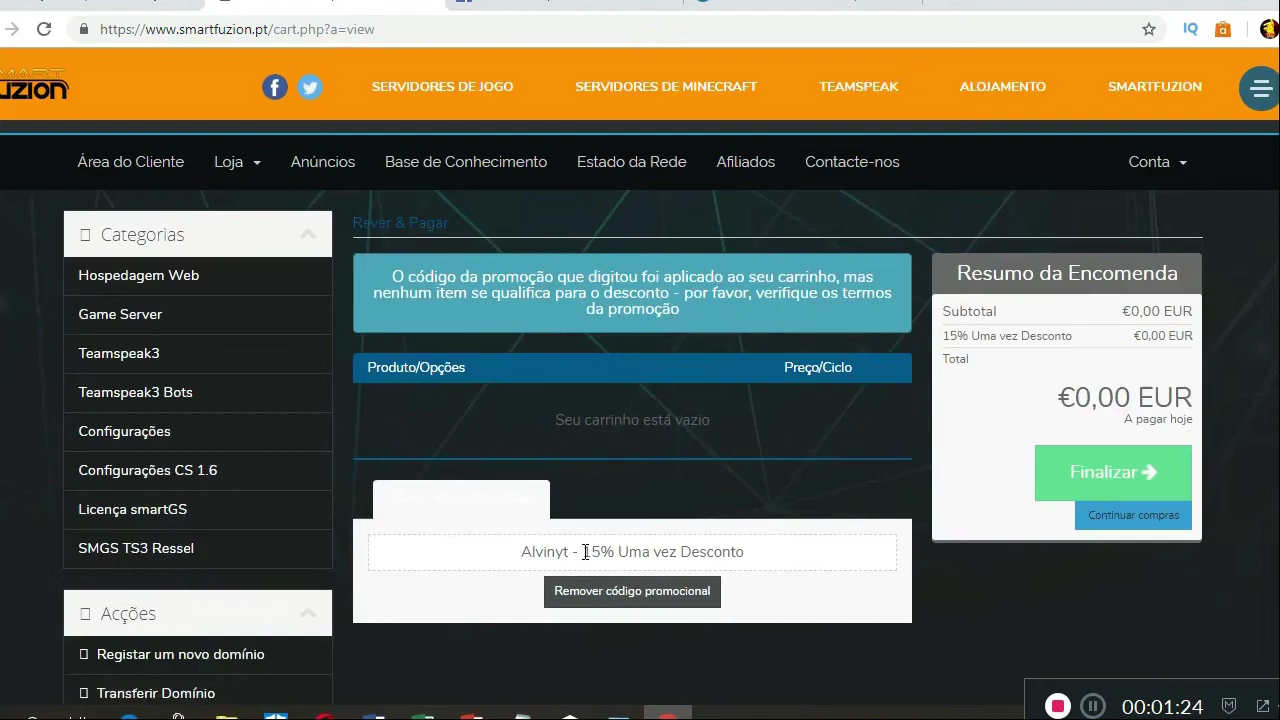 https://www.smartfuzion.pt/cart.php?a=view
IQ
SERVIDORES DE JOGO
SERVIDORES DE MINECRAFT
TEAMSPEAK
ALOJAMENTO
SMARTFUZION
Área do Cliente
Loja
Anúncios
Base de Conhecimento
Estado da Rede
Afiliados
Contacte-nos
Conta
Categorias
Hospedagem Web
Game Server
Teamspeak3
Teamspeak3 Bots
Configurações
Configurações CS 1.6
Licença smartGS
SMGS TS3 Ressel
Acções
Registar um novo domínio
Transferir Domínio
Rever & Pagar
O código da promoção que digitou foi aplicado ao seu carrinho, mas
nenhum item se qualifica para o desconto - por favor, verifique os termos
da promoção
Produto/Opções Preço/Ciclo
Seu carrinho está vazio
Alvinyt - 15% Uma vez Desconto
Remover código promocional
Resumo da Encomenda
Subtotal €0,00 EUR
15% Uma vez Desconto €0,00 EUR
Total
€0,00 EUR
A pagar hoje
Finalizar
Continuar compras
00:01:24